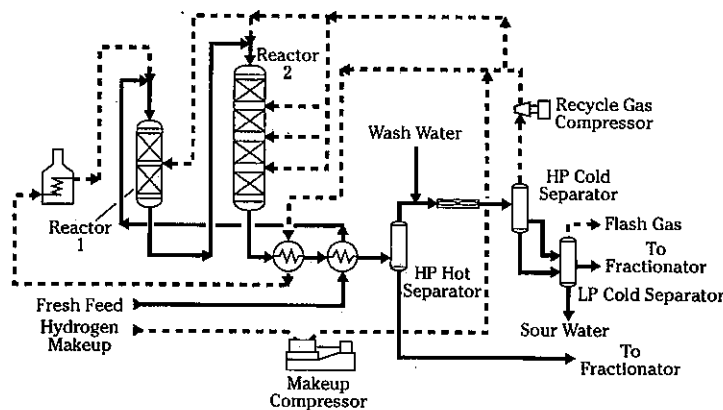 Reactor
2
Recycle Gas
Compressor
Wash Water
HP Cold
Separator
Reactor
1
Flash Gas
To
Fractionator
HP Hot
Separator
LP Cold Separator
Fresh Feed
Hydrogen
Makeup
Sour Water
To
Fractionator
Makeup
Compressor